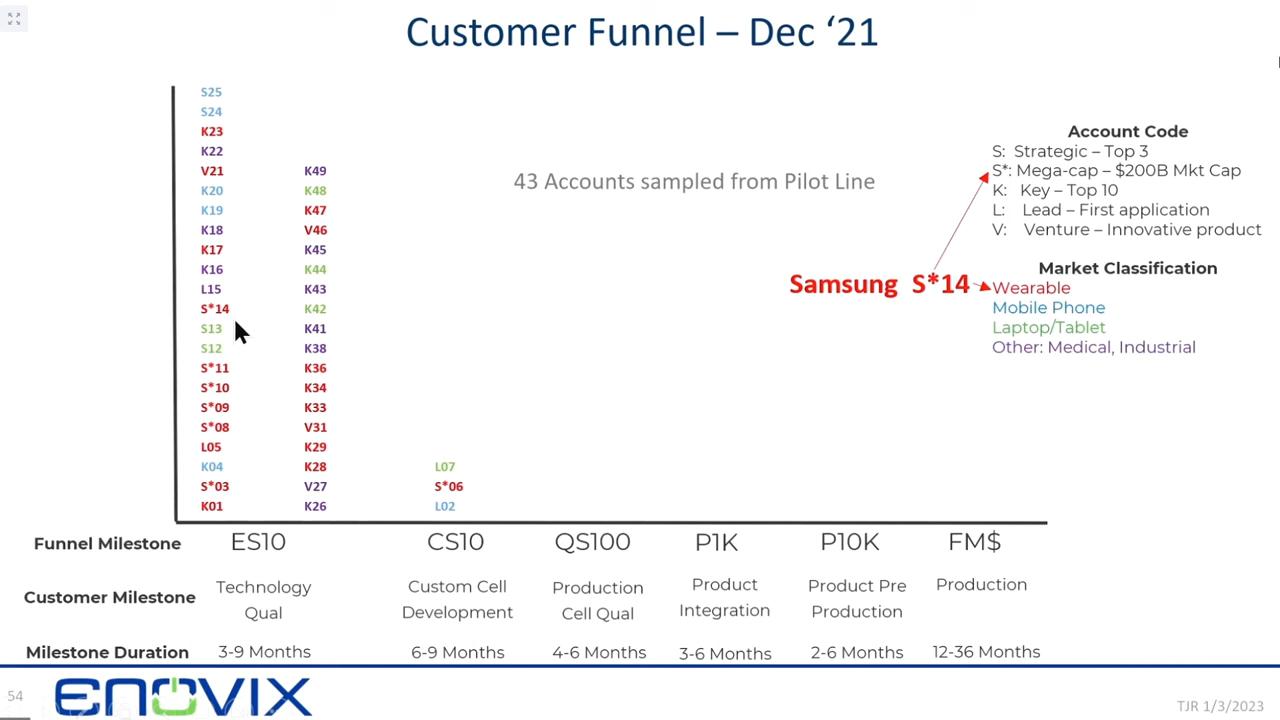 Customer Funnel – Dec ‘21
S25
S24
K23
K22
V21 K49
K20 K48
K19 K47
K18 V46
K17 K45
K16 K44
L15 K43
S*14 K42
S13 K41
S12 K38
S*11 K36
S*10 K34
S*09 K33
S*08 V31
L05 K29
K04 K28 L07
S*03 V27 S*06
K01 K26 L02
43 Accounts sampled from Pilot Line
Account Code
S: Strategic – Top 3
S*: Mega-cap – $200B Mkt Cap
K: Key – Top 10
L: Lead – First application
V: Venture – Innovative product
Samsung S*14
Market Classification
Wearable
Mobile Phone
Laptop/Tablet
Other: Medical, Industrial
Funnel Milestone ES10 CS10 QS100 P1K P10K FM$
Customer Milestone
Technology
Qual
Custom Cell
Development
Production
Cell Qual
Product
Integration
Product Pre
Production
Production
Milestone Duration 3-9 Months 6-9 Months 4-6 Months 3-6 Months 2-6 Months 12-36 Months
54
ENOVIX
TJR 1/3/2023